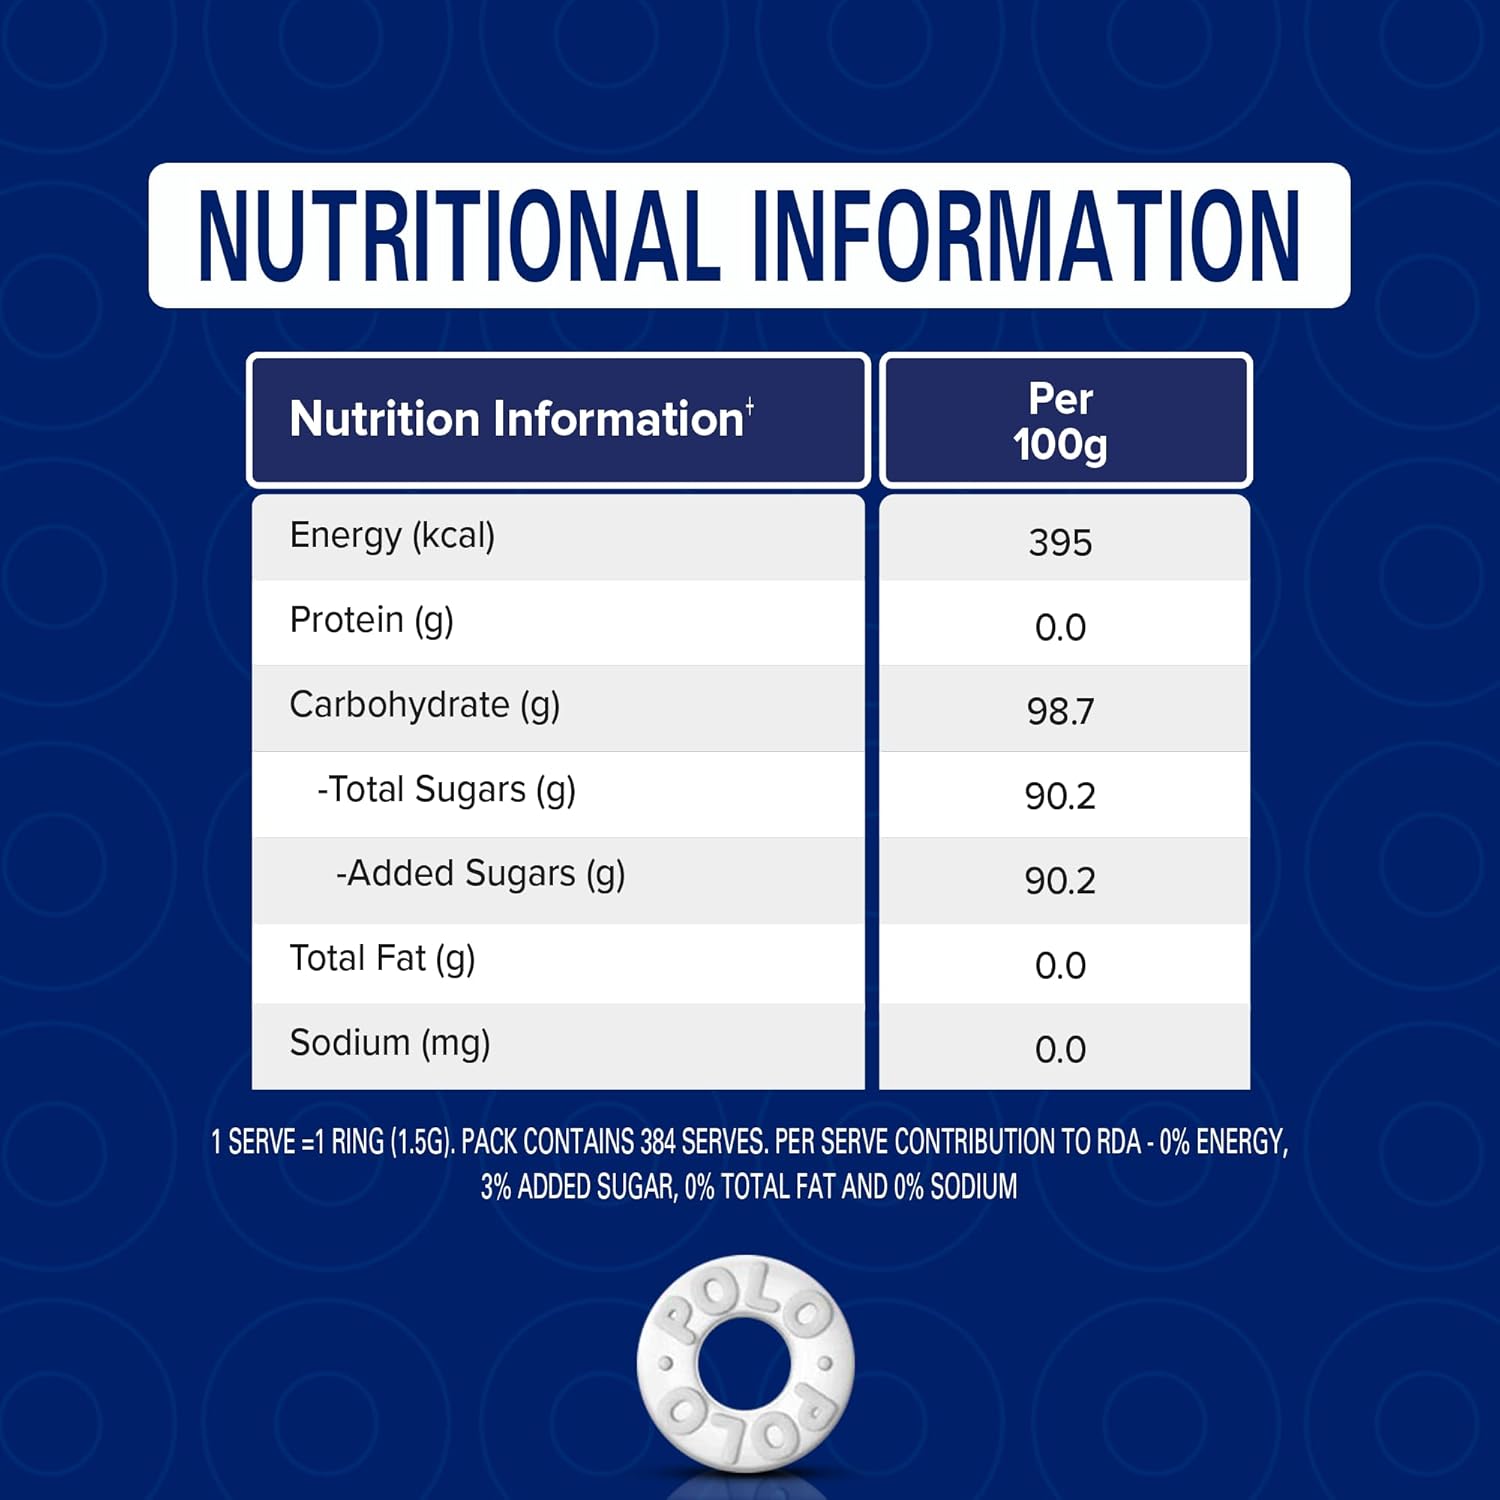 NUTRITIONAL INFORMATION
Nutrition Information†
Per
100g
Energy (kcal) 395
Protein (g) 0.0
Carbohydrate (g) 98.7
-Total Sugars (g) 90.2
-Added Sugars (g) 90.2
Total Fat (g) 0.0
Sodium (mg) 0.0
1 SERVE =1 RING (1.5G). PACK CONTAINS 384 SERVES. PER SERVE CONTRIBUTION TO RDA - 0% ENERGY,
3% ADDED SUGAR, 0% TOTAL FAT AND 0% SODIUM
POLO
POLO